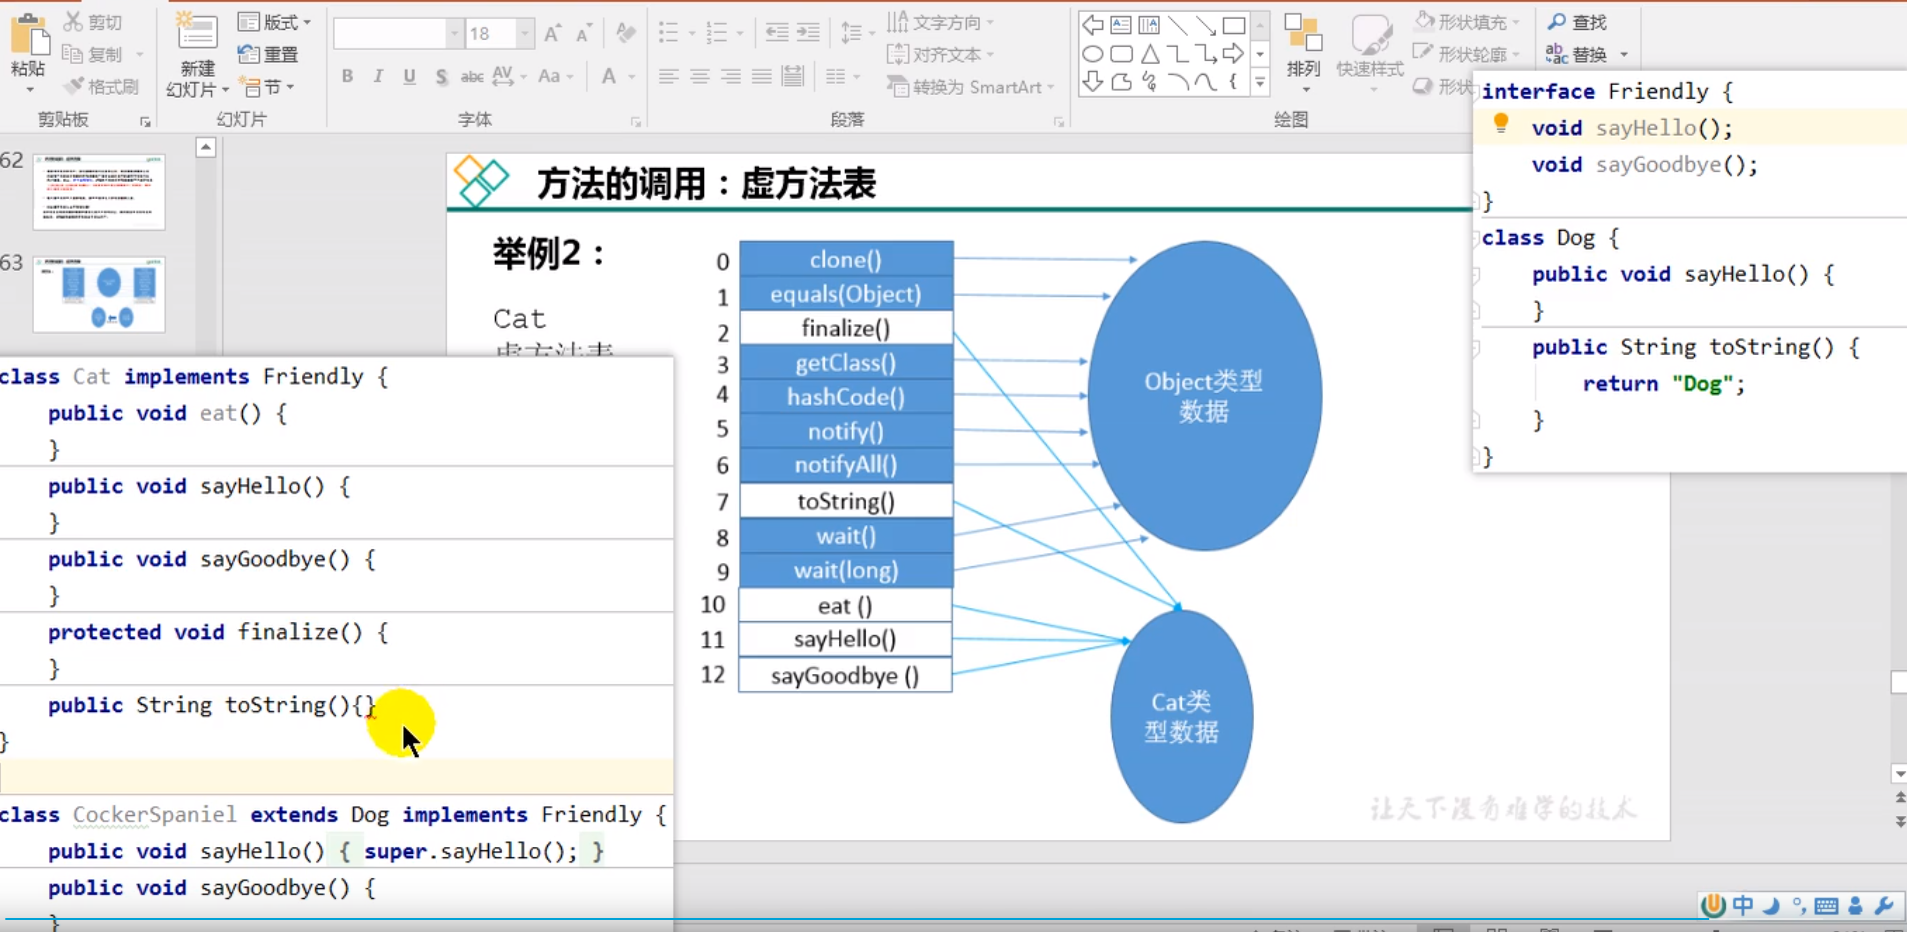 粘贴
剪切
复制
格式刷
剪贴板
新建
幻灯片
版式
重置
节
幻灯片
18
B I U S abc AV Aa A
字体
文字方向
对齐文本
转换为 SmartArt
段落
排列
快速样式
形状填充
形状轮廓
形状
绘图
查找
替换
62
63
方法的调用：虚方法表
举例2：
Cat
虚方法表
0 clone()
1 equals(Object)
2 finalize()
3 getClass()
4 hashCode()
5 notify()
6 notifyAll()
7 toString()
8 wait()
9 wait(long)
10 eat ()
11 sayHello()
12 sayGoodbye ()
Object类型
数据
Cat类
型数据
让天下没有难学的技术
interface Friendly {
void sayHello();
void sayGoodbye();
}
class Dog {
public void sayHello() {
}
public String toString() {
return "Dog";
}
}
class Cat implements Friendly {
public void eat() {
}
public void sayHello() {
}
public void sayGoodbye() {
}
protected void finalize() {
}
public String toString(){}
}
class CockerSpaniel extends Dog implements Friendly {
public void sayHello() { super.sayHello(); }
public void sayGoodbye() {
}
中